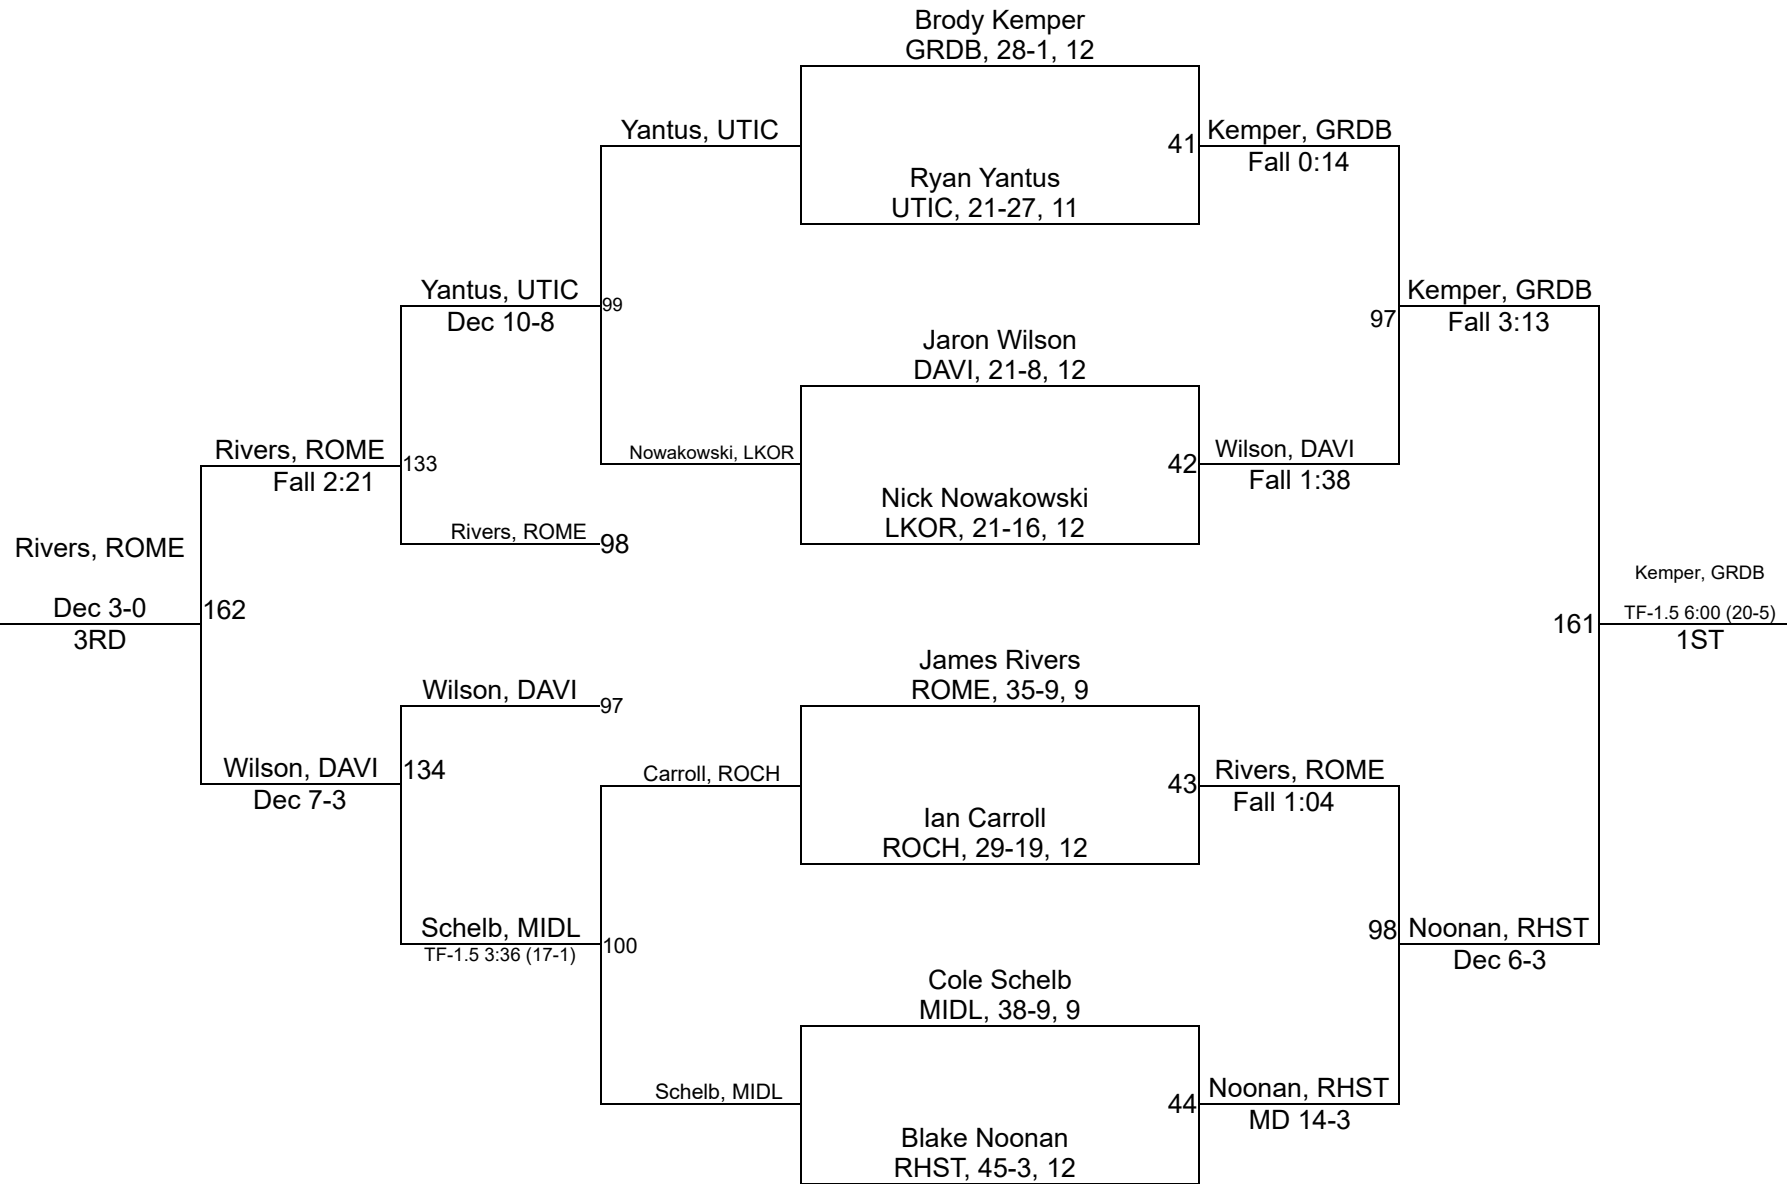 Brody Kemper
GRDB, 28-1, 12
Yantus, UTIC
41
Kemper, GRDB
Fall 0:14
Ryan Yantus
UTIC, 21-27, 11
Yantus, UTIC
Dec 10-8
99
Kemper, GRDB
Fall 3:13
97
Jaron Wilson
DAVI, 21-8, 12
Rivers, ROME
Fall 2:21
133
Nowakowski, LKOR
42
Wilson, DAVI
Fall 1:38
Nick Nowakowski
LKOR, 21-16, 12
Rivers, ROME
98
Rivers, ROME
Dec 3-0
3RD
162
Kemper, GRDB
TF-1.5 6:00 (20-5)
1ST
161
James Rivers
ROME, 35-9, 9
Wilson, DAVI
97
Wilson, DAVI
Dec 7-3
134
Carroll, ROCH
43
Rivers, ROME
Fall 1:04
Ian Carroll
ROCH, 29-19, 12
Schelb, MIDL
TF-1.5 3:36 (17-1)
100
98
Noonan, RHST
Dec 6-3
Cole Schelb
MIDL, 38-9, 9
Schelb, MIDL
44
Noonan, RHST
MD 14-3
Blake Noonan
RHST, 45-3, 12